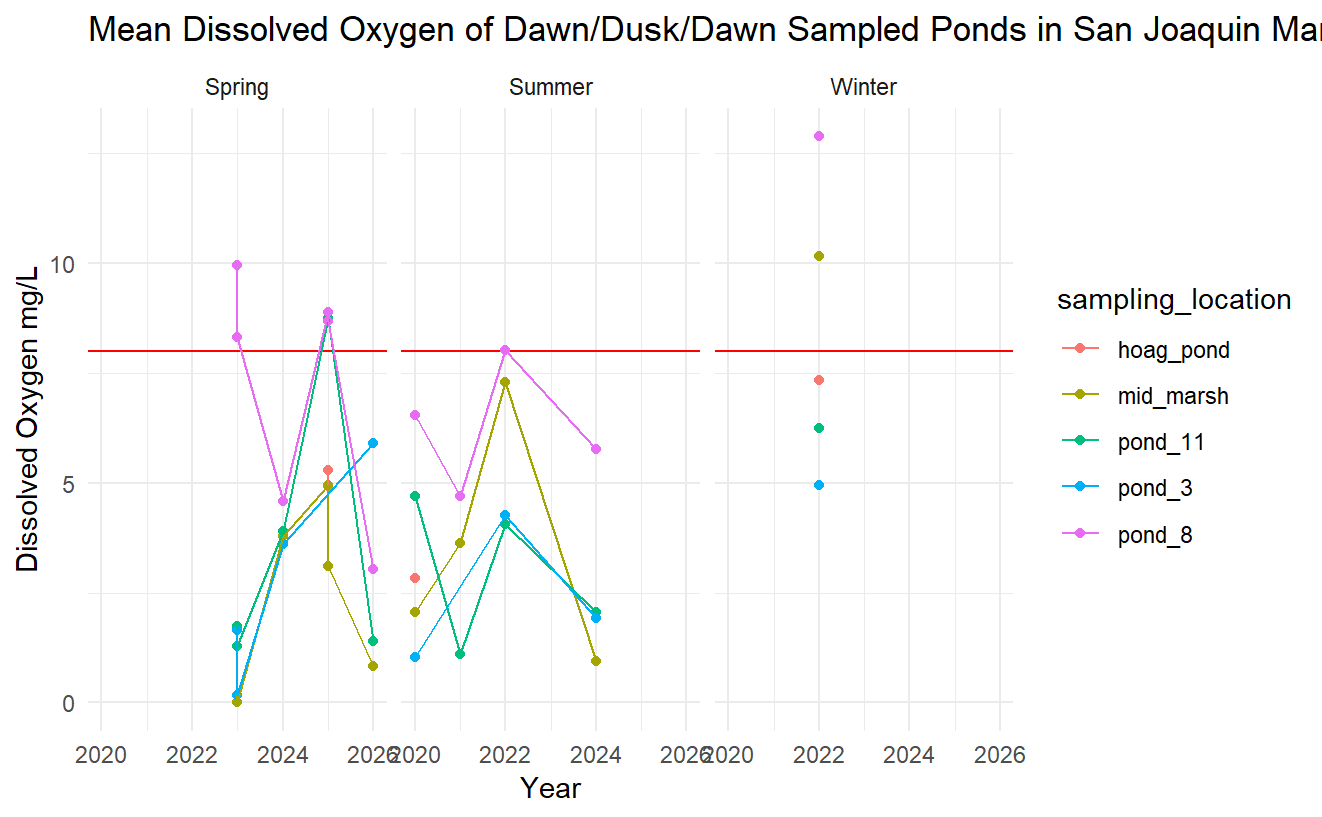 Mean Dissolved Oxygen of Dawn/Dusk/Dawn Sampled Ponds in San Joaquin Mar
Spring Summer Winter
Dissolved Oxygen mg/L
10
5
0
2020 2022 2024 2026 2020 2022 2024 2026 2020 2022 2024 2026
Year
sampling_location
hoag_pond
mid_marsh
pond_11
pond_3
pond_8